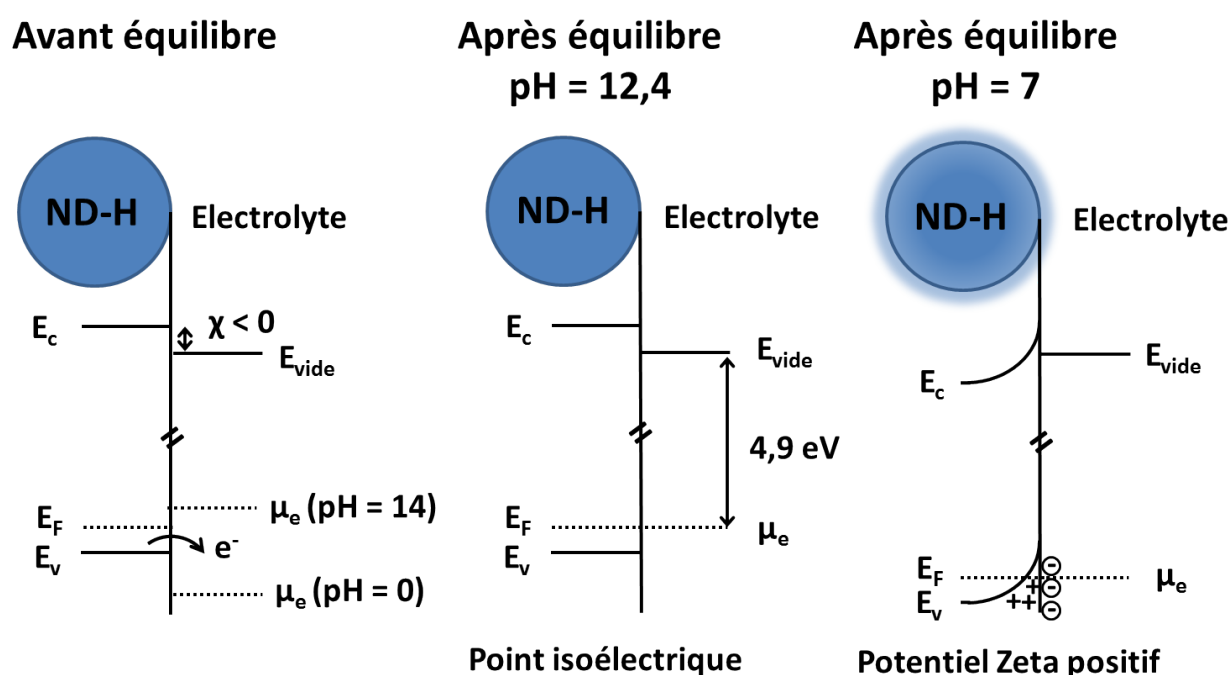 Avant équilibre
ND-H
Electrolyte
Ec
χ < 0
Evide
EF
Ev
e-
μe (pH = 14)
μe (pH = 0)
Après équilibre
pH = 12,4
ND-H
Electrolyte
Ec
Evide
4,9 eV
EF
Ev
μe
Point isoélectrique
Après équilibre
pH = 7
ND-H
Electrolyte
Ec
Evide
EF
Ev
-
+ -
++ -
μe
Potentiel Zeta positif